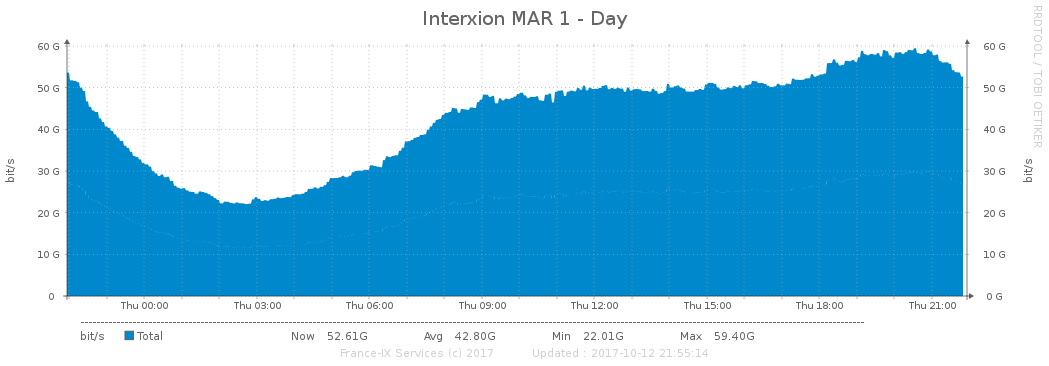 Interxion MAR 1 - Day
RRDTOOL / TOBI OETIKER
60 G 60 G
50 G 50 G
40 G 40 G
30 G 30 G
20 G 20 G
10 G 10 G
0 0 G
bit/s bit/s
Thu 00:00 Thu 03:00 Thu 06:00 Thu 09:00 Thu 12:00 Thu 15:00 Thu 18:00 Thu 21:00
bit/s Total Now 52.61G Avg 42.80G Min 22.01G Max 59.40G
France-IX Services (c) 2017 Updated : 2017-10-12 21:55:14